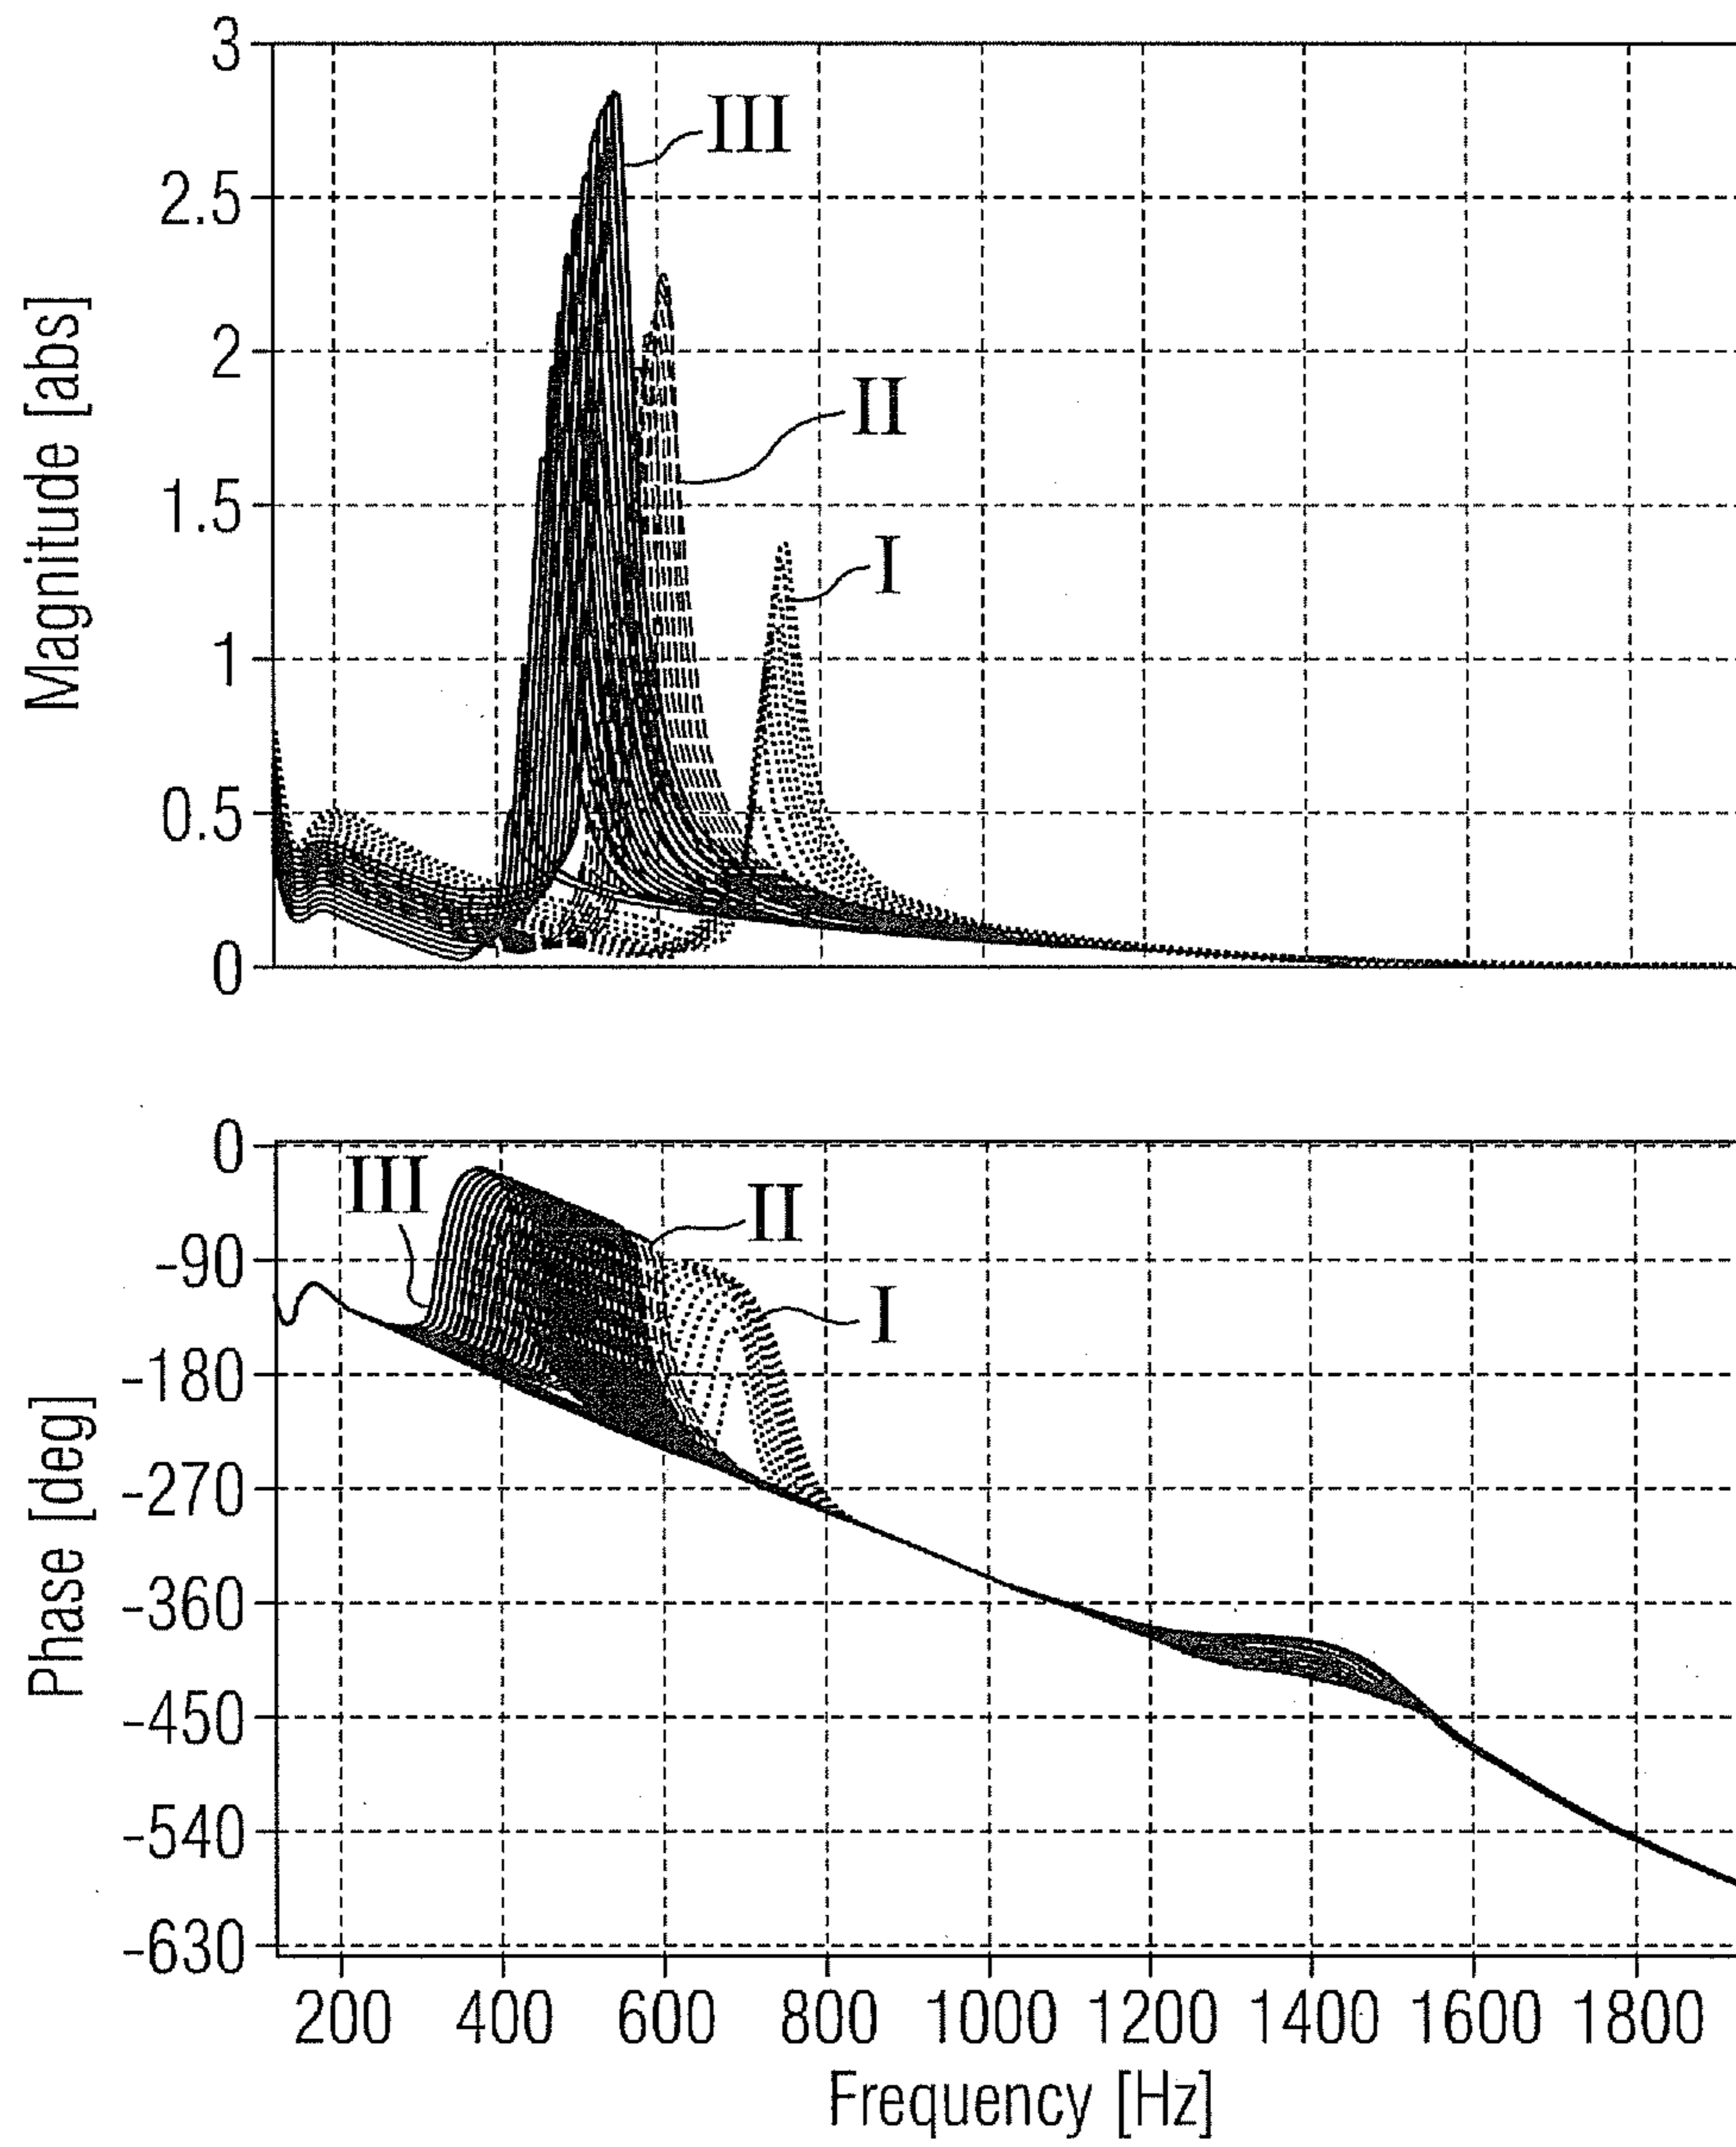 3
2.5
2
1.5
1
0.5
0
Magnitude [abs]
III
II
I
0
-90
-180
-270
-360
-450
-540
-630
Phase [deg]
III
II
I
200 400 600 800 1000 1200 1400 1600 1800
Frequency [Hz]